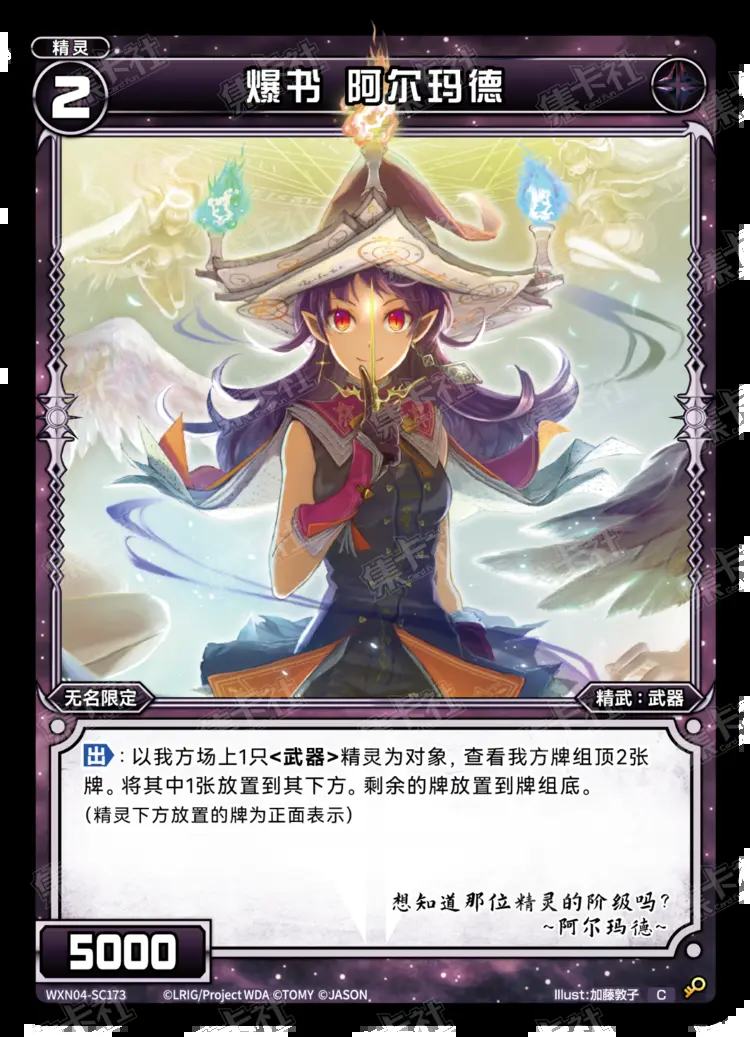 精灵
2
爆书 阿尔玛德
无名限定
精武：武器
出：以我方场上1只<武器>精灵为对象，查看我方牌组顶2张
牌。将其中1张放置到其下方。剩余的牌放置到牌组底。
（精灵下方放置的牌为正面表示）
想知道那位精灵的阶级吗？
~阿尔玛德~
5000
WXN04-SC173 ©LRIG/Project WDA ©TOMY ©JASON Illust:加藤敦子 C
集卡社